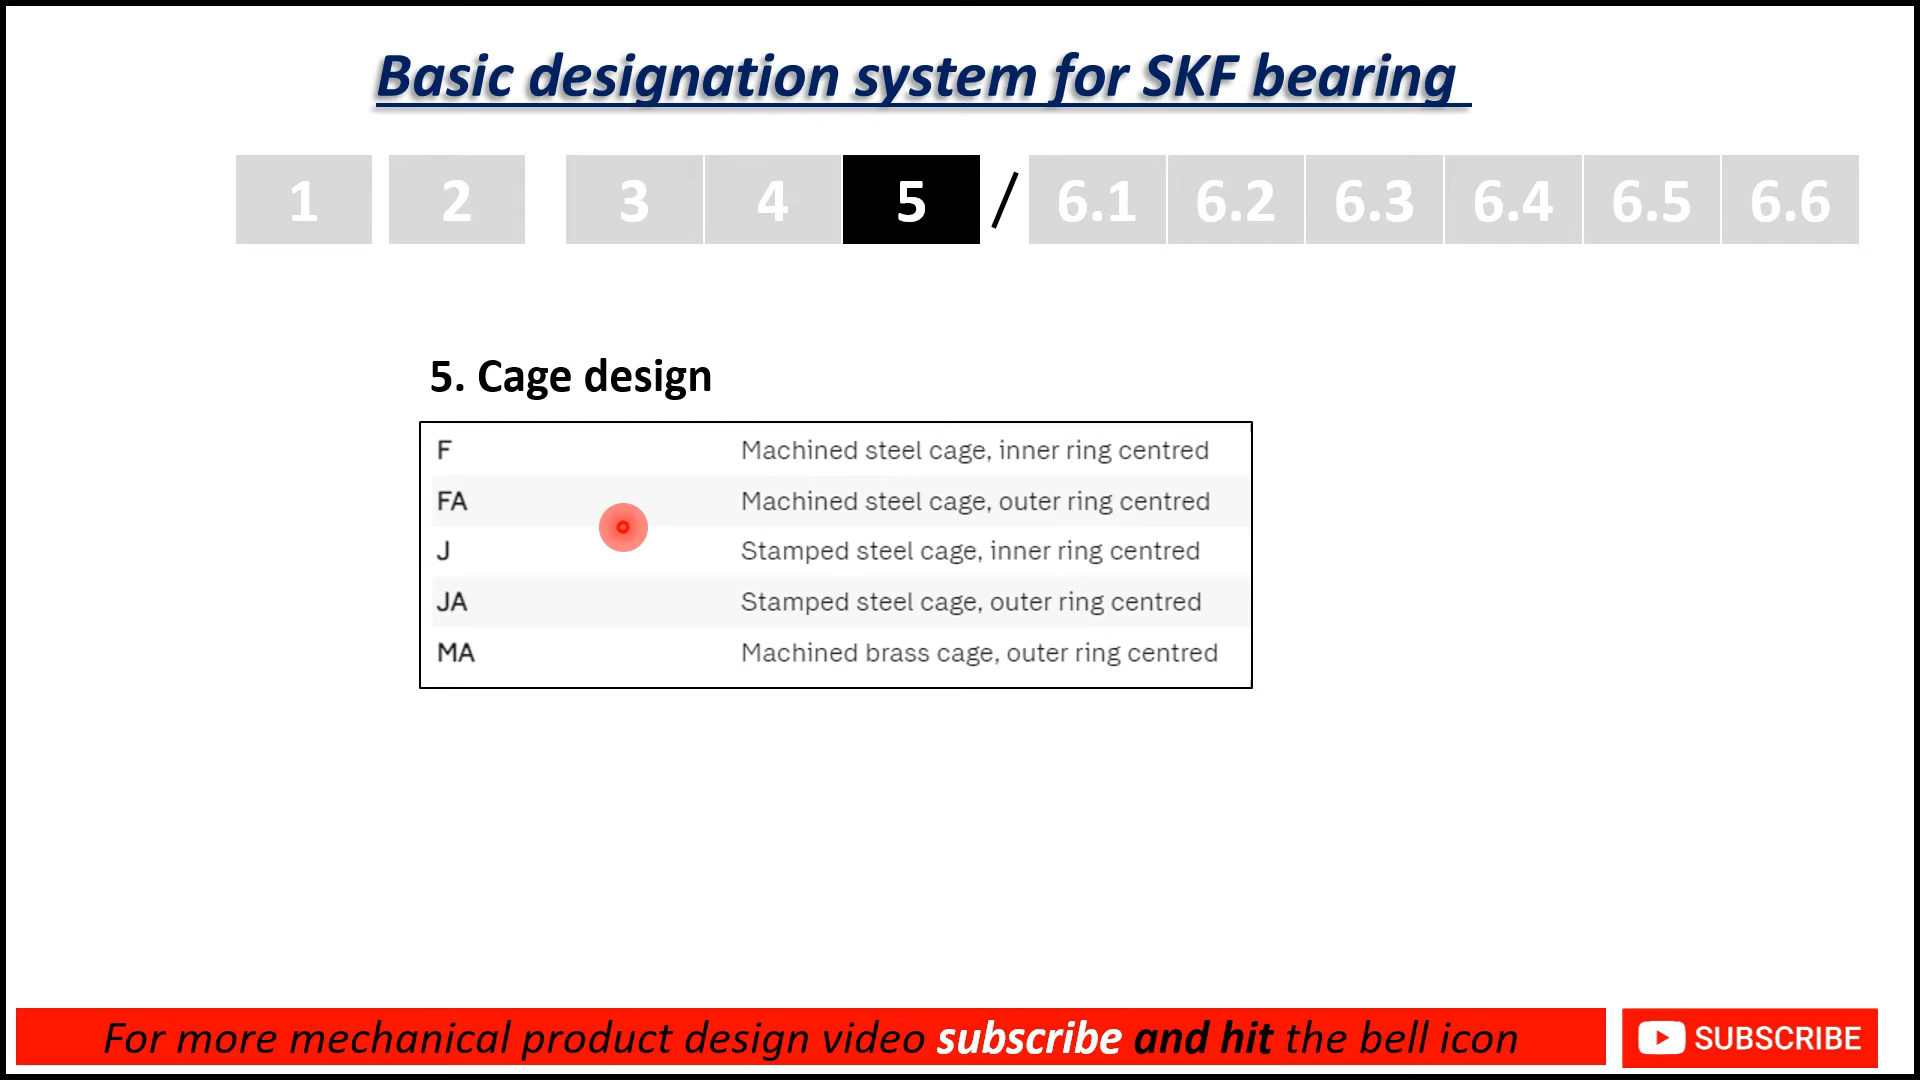 Basic designation system for SKF bearing
1 2 3 4 5 / 6.1 6.2 6.3 6.4 6.5 6.6
5. Cage design
F Machined steel cage, inner ring centred
FA Machined steel cage, outer ring centred
J Stamped steel cage, inner ring centred
JA Stamped steel cage, outer ring centred
MA Machined brass cage, outer ring centred
For more mechanical product design video subscribe and hit the bell icon
SUBSCRIBE